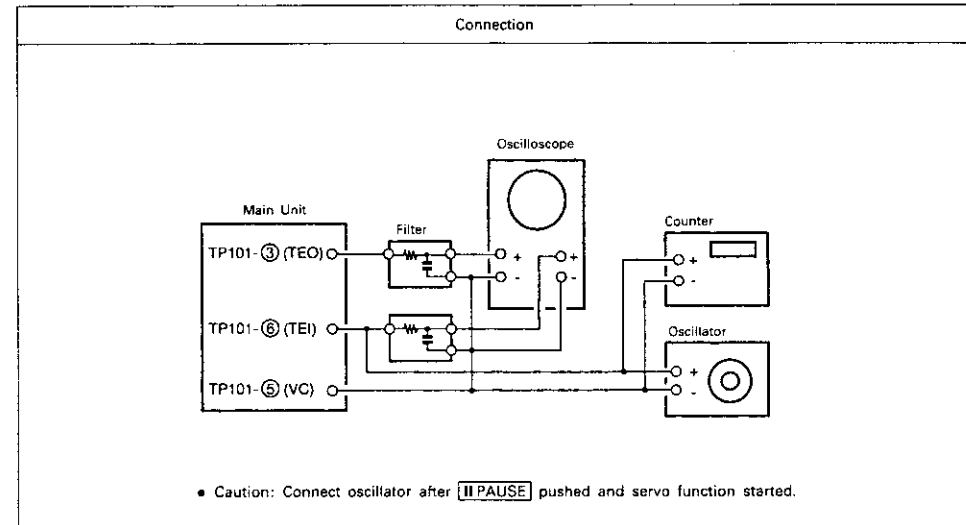 Connection
Oscilloscope
Main Unit
Filter
Counter
TP101-③ (TEO)
+
-
+
-
+
-
TP101-⑥ (TEI)
Oscillator
+
-
TP101-⑤ (VC)
• Caution: Connect oscillator after II PAUSE pushed and servo function started.